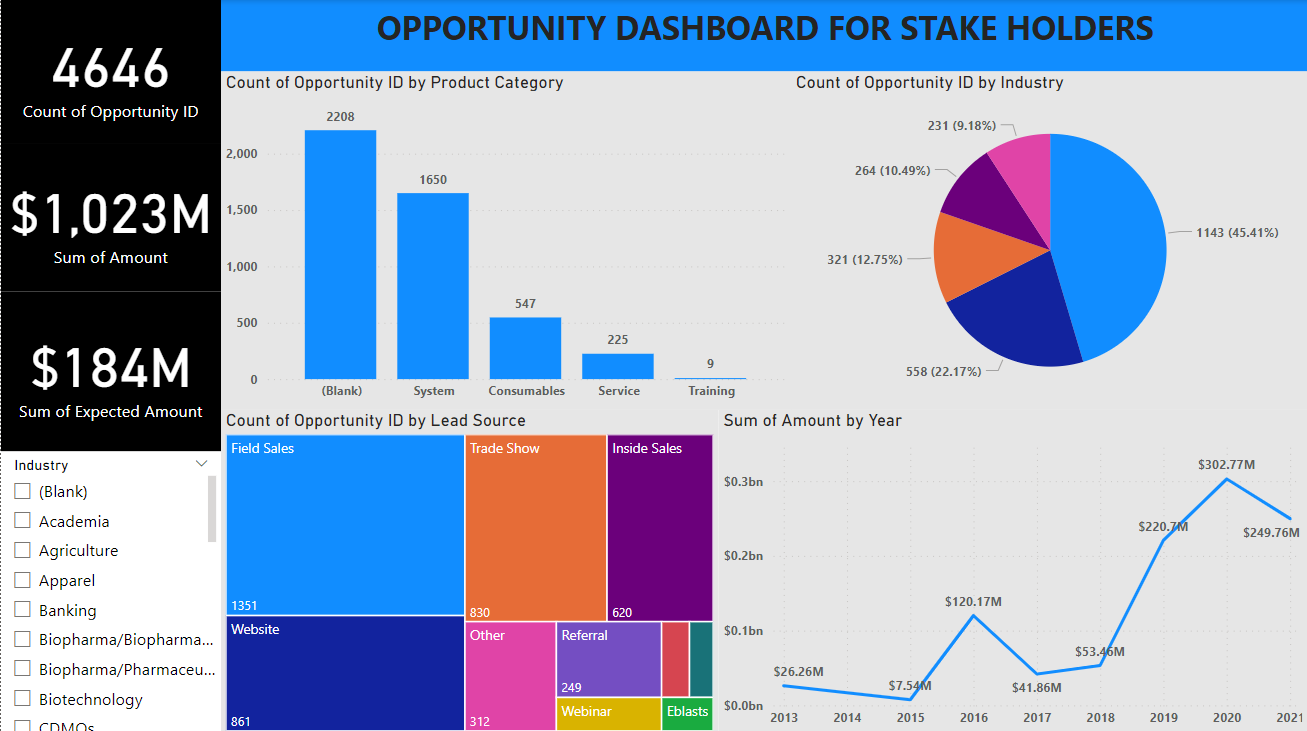 OPPORTUNITY DASHBOARD FOR STAKE HOLDERS
4646
Count of Opportunity ID
$1,023M
Sum of Amount
$184M
Sum of Expected Amount
Industry
(Blank)
Academia
Agriculture
Apparel
Banking
Biopharma/Biopharma...
Biopharma/Pharmaceu...
Biotechnology
CDMOs
Count of Opportunity ID by Product Category
2,000
1,500
1,000
500
0
2208
1650
547
225
9
(Blank)
System
Consumables
Service
Training
Count of Opportunity ID by Industry
231 (9.18%)
264 (10.49%)
321 (12.75%)
558 (22.17%)
1143 (45.41%)
Count of Opportunity ID by Lead Source
Field Sales
1351
Website
861
Trade Show
830
Inside Sales
620
Other
312
Referral
249
Webinar
Eblasts
Sum of Amount by Year
$0.3bn
$0.2bn
$0.1bn
$0.0bn
$26.26M
$7.54M
$120.17M
$41.86M
$53.46M
$220.7M
$302.77M
$249.76M
2013
2014
2015
2016
2017
2018
2019
2020
2021